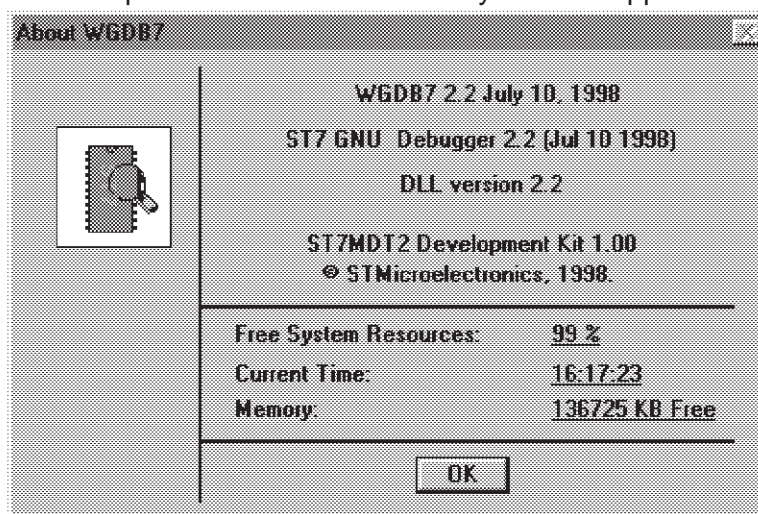 About WGDB7
WGDB7 2.2 July 10, 1998
ST7 GNU Debugger 2.2 (Jul 10 1998)
DLL version 2.2
ST7MDT2 Development Kit 1.00
© STMicroelectronics, 1998.
Free System Resources: 99 %
Current Time: 16:17:23
Memory: 136725 KB Free
OK